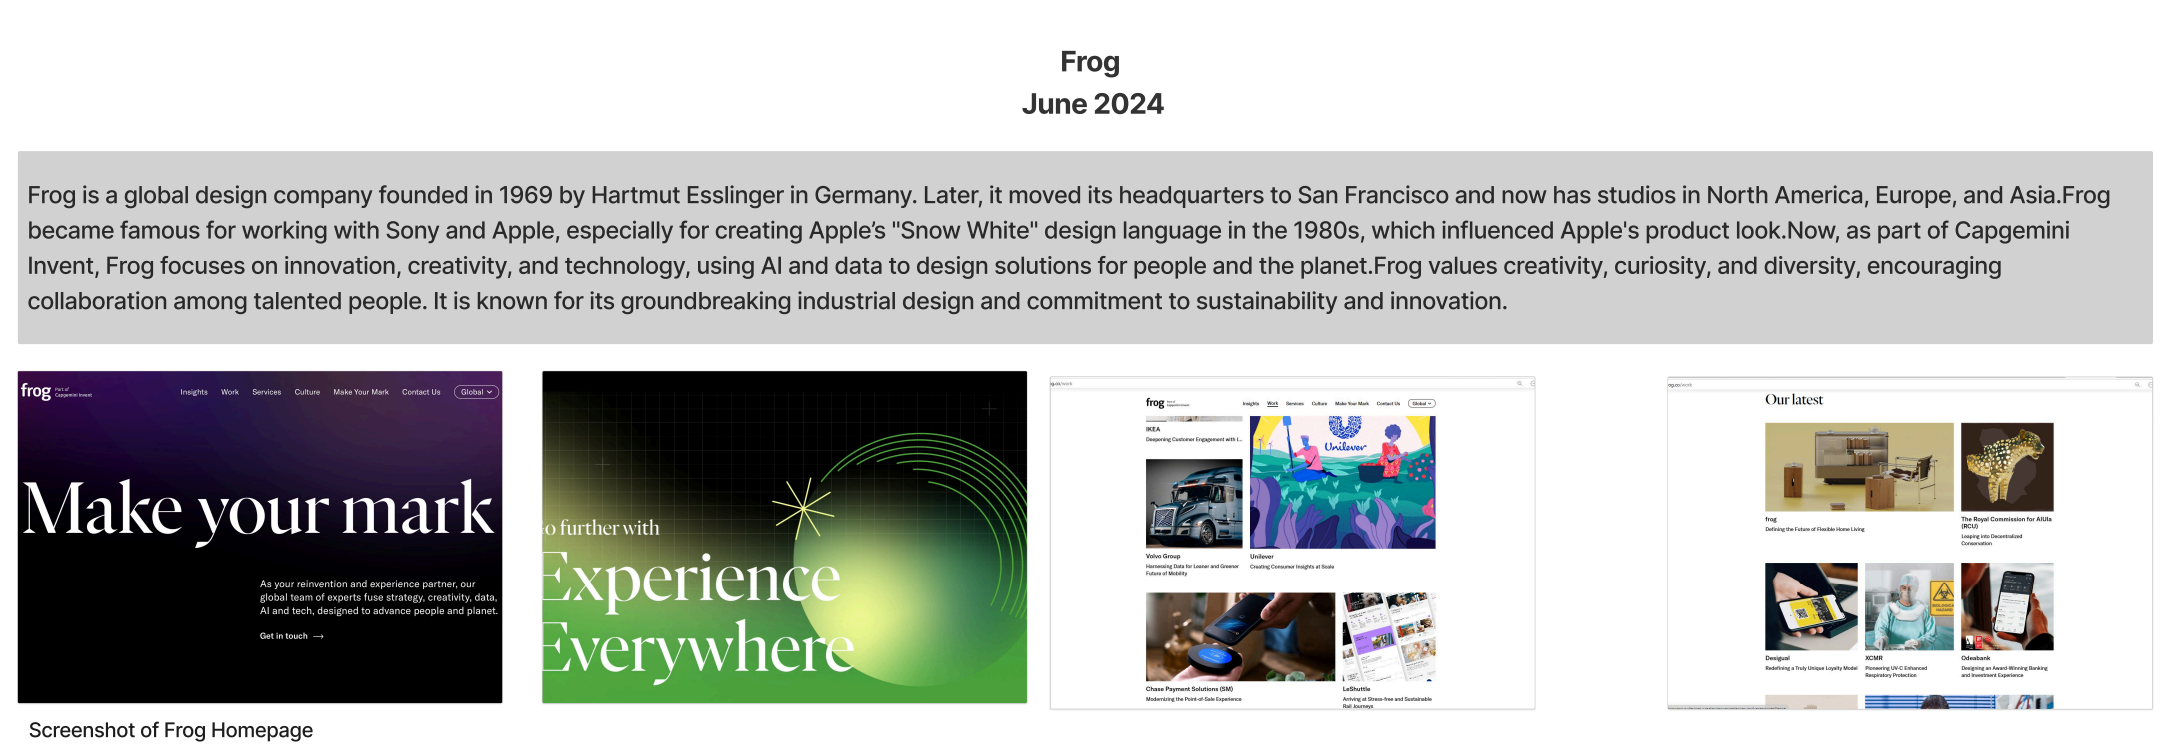 Frog
June 2024
Frog is a global design company founded in 1969 by Hartmut Esslinger in Germany. Later, it moved its headquarters to San Francisco and now has studios in North America, Europe, and Asia.Frog
became famous for working with Sony and Apple, especially for creating Apple’s "Snow White" design language in the 1980s, which influenced Apple's product look.Now, as part of Capgemini
Invent, Frog focuses on innovation, creativity, and technology, using AI and data to design solutions for people and the planet.Frog values creativity, curiosity, and diversity, encouraging
collaboration among talented people. It is known for its groundbreaking industrial design and commitment to sustainability and innovation.
frog Part of Capgemini Invent Insights Work Services Culture Make Your Mark Contact Us Global
Make your mark
As your reinvention and experience partner, our
global team of experts fuse strategy, creativity, data,
AI and tech, designed to advance people and planet.
Get in touch →
Screenshot of Frog Homepage
o further with
Experience
Everywhere
og.co/work
frog Part of Capgemini Invent Insights Work Services Culture Make Your Mark Contact Us Global
IKEA
Deepening Customer Engagement with I...
Unilever
Volvo Group
Harnessing Data for Leaner and Greener
Future of Mobility
Unilever
Creating Consumer Insights at Scale
Chase Payment Solutions (SM)
Modernizing the Point-of-Sale Experience
LeShuttle
Arriving at Stress-free and Sustainable
Rail Journeys
og.co/work
Our latest
frog
Defining the Future of Flexible Home Living
The Royal Commission for AlUla
(RCU)
Leaping into Decentralized
Conservation
Desigual
Redefining a Truly Unique Loyalty Model
XCMR
Pioneering UV-C Enhanced
Respiratory Protection
Odeabank
Designing an Award-Winning Banking
and Investment Experience